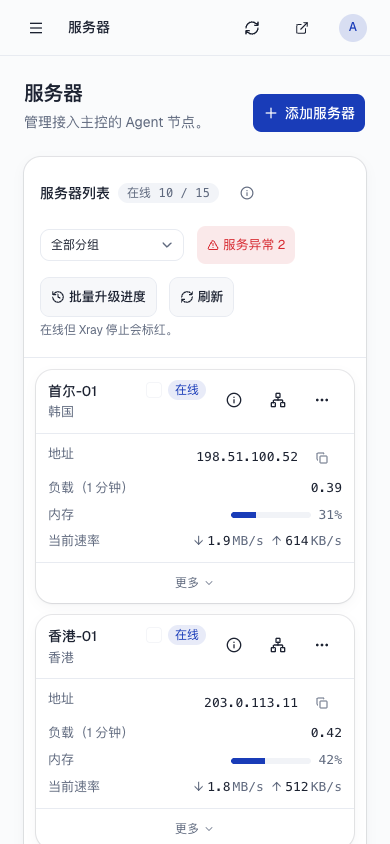 服务器
A
服务器
管理接入主控的 Agent 节点。
添加服务器
服务器列表 在线 10 / 15
全部分组
服务异常 2
批量升级进度
刷新
在线但 Xray 停止会标红。
首尔-01
在线
韩国
地址 198.51.100.52
负载 (1 分钟) 0.39
内存 31%
当前速率 ↓ 1.9 MB/s ↑ 614 KB/s
更多
香港-01
在线
香港
地址 203.0.113.11
负载 (1 分钟) 0.42
内存 42%
当前速率 ↓ 1.8 MB/s ↑ 512 KB/s
更多